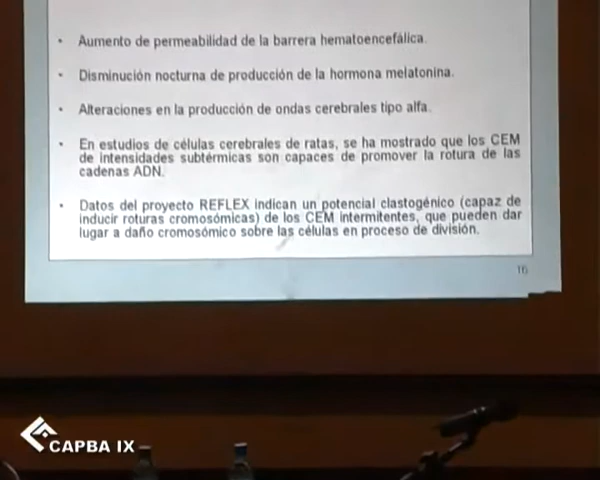 • Aumento de permeabilidad de la barrera hematoencefálica.
• Disminución nocturna de producción de la hormona melatonina.
• Alteraciones en la producción de ondas cerebrales tipo alfa.
• En estudios de células cerebrales de ratas, se ha mostrado que los CEM
de intensidades subtérmicas son capaces de promover la rotura de las
cadenas ADN.
• Datos del proyecto REFLEX indican un potencial clastogénico (capaz de
inducir roturas cromosómicas) de los CEM intermitentes, que pueden dar
lugar a daño cromosómico sobre las células en proceso de división.
16
CAPBA IX